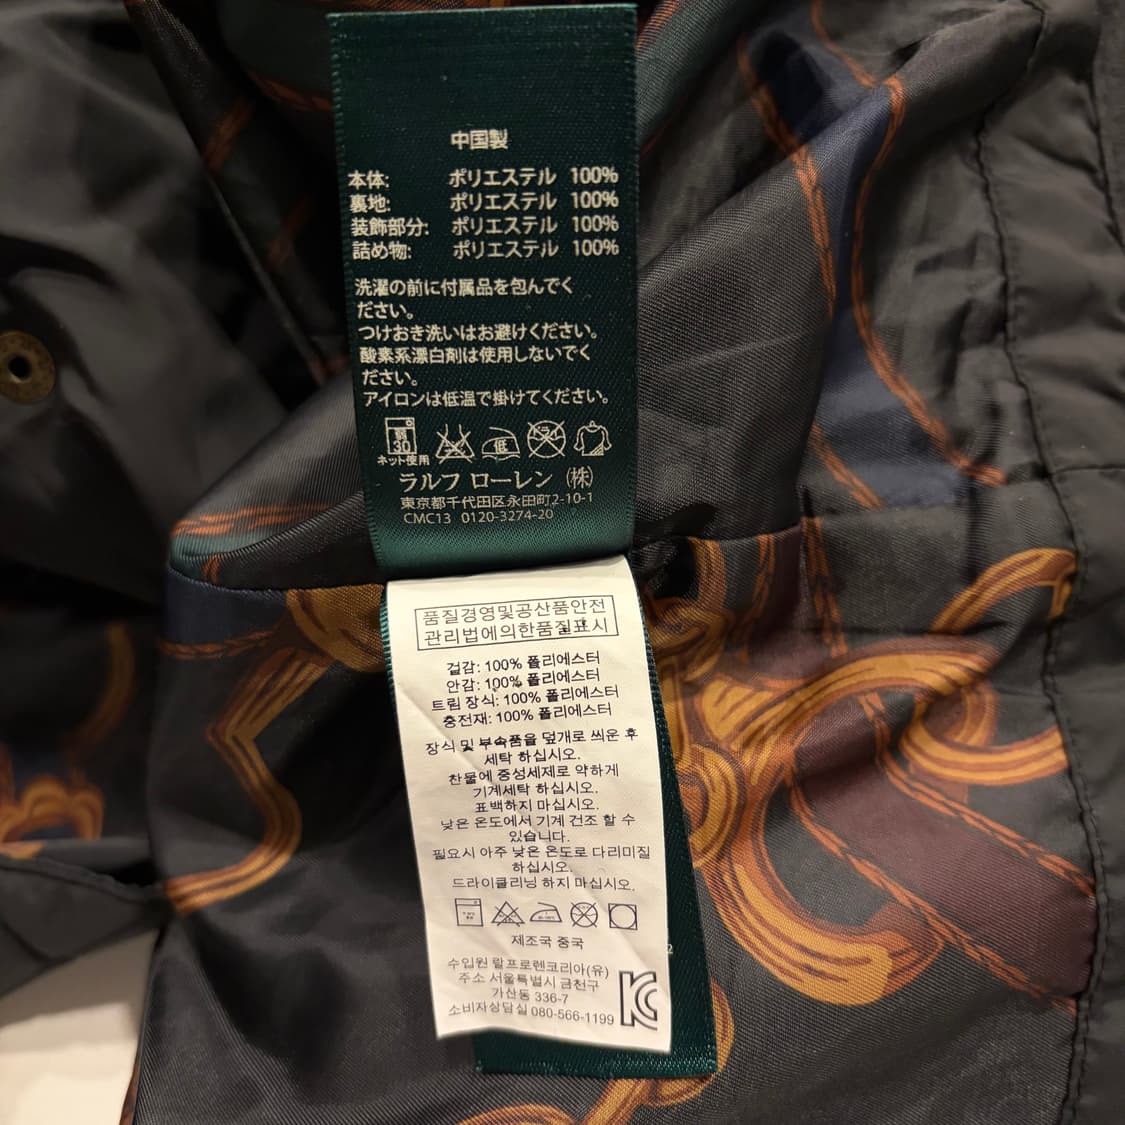 中国製
本体: ポリエステル 100%
裏地: ポリエステル 100%
装飾部分: ポリエステル 100%
詰め物: ポリエステル 100%
洗濯の前に付属品を包んでく
ださい。
つけおき洗いはお避けください。
酸素系漂白剤は使用しないでく
ださい。
アイロンは低温で掛けてください。
弱
30
低
ネット使用
ラルフ ローレン (株)
東京都千代田区永田町2-10-1
CMC13 0120-3274-20
품질경영및공산품안전
관리법에의한품질표시
겉감: 100% 폴리에스터
안감: 100% 폴리에스터
트림 장식: 100% 폴리에스터
충전재: 100% 폴리에스터
장식 및 부속품을 덮개로 씌운 후
세탁 하십시오.
찬물에 중성세제로 약하게
기계세탁 하십시오.
표백하지 마십시오.
낮은 온도에서 기계 건조 할 수
있습니다.
필요시 아주 낮은 온도로 다리미질
하십시오.
드라이클리닝 하지 마십시오.
제조국 중국
수입원 랄프로렌코리아(유)
주소 서울특별시 금천구
가산동 336-7
소비자상담실 080-566-1199
KC
2